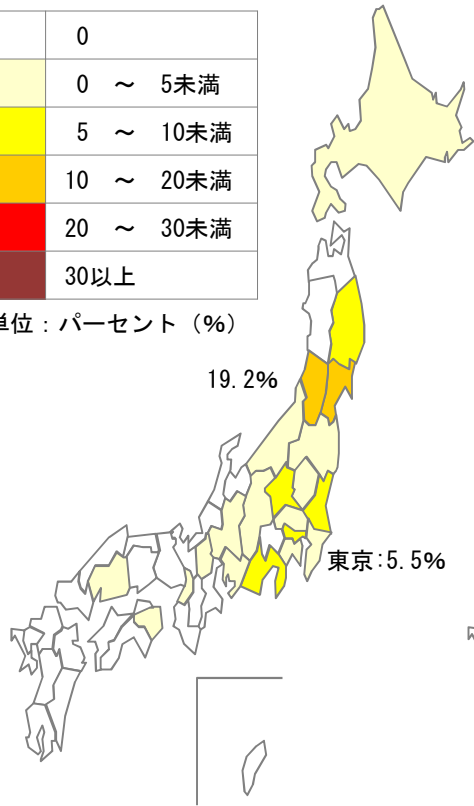 0
0 ～ 5未満
5 ～ 10未満
10 ～ 20未満
20 ～ 30未満
30以上
単位：パーセント（%）
19.2%
東京:5.5%